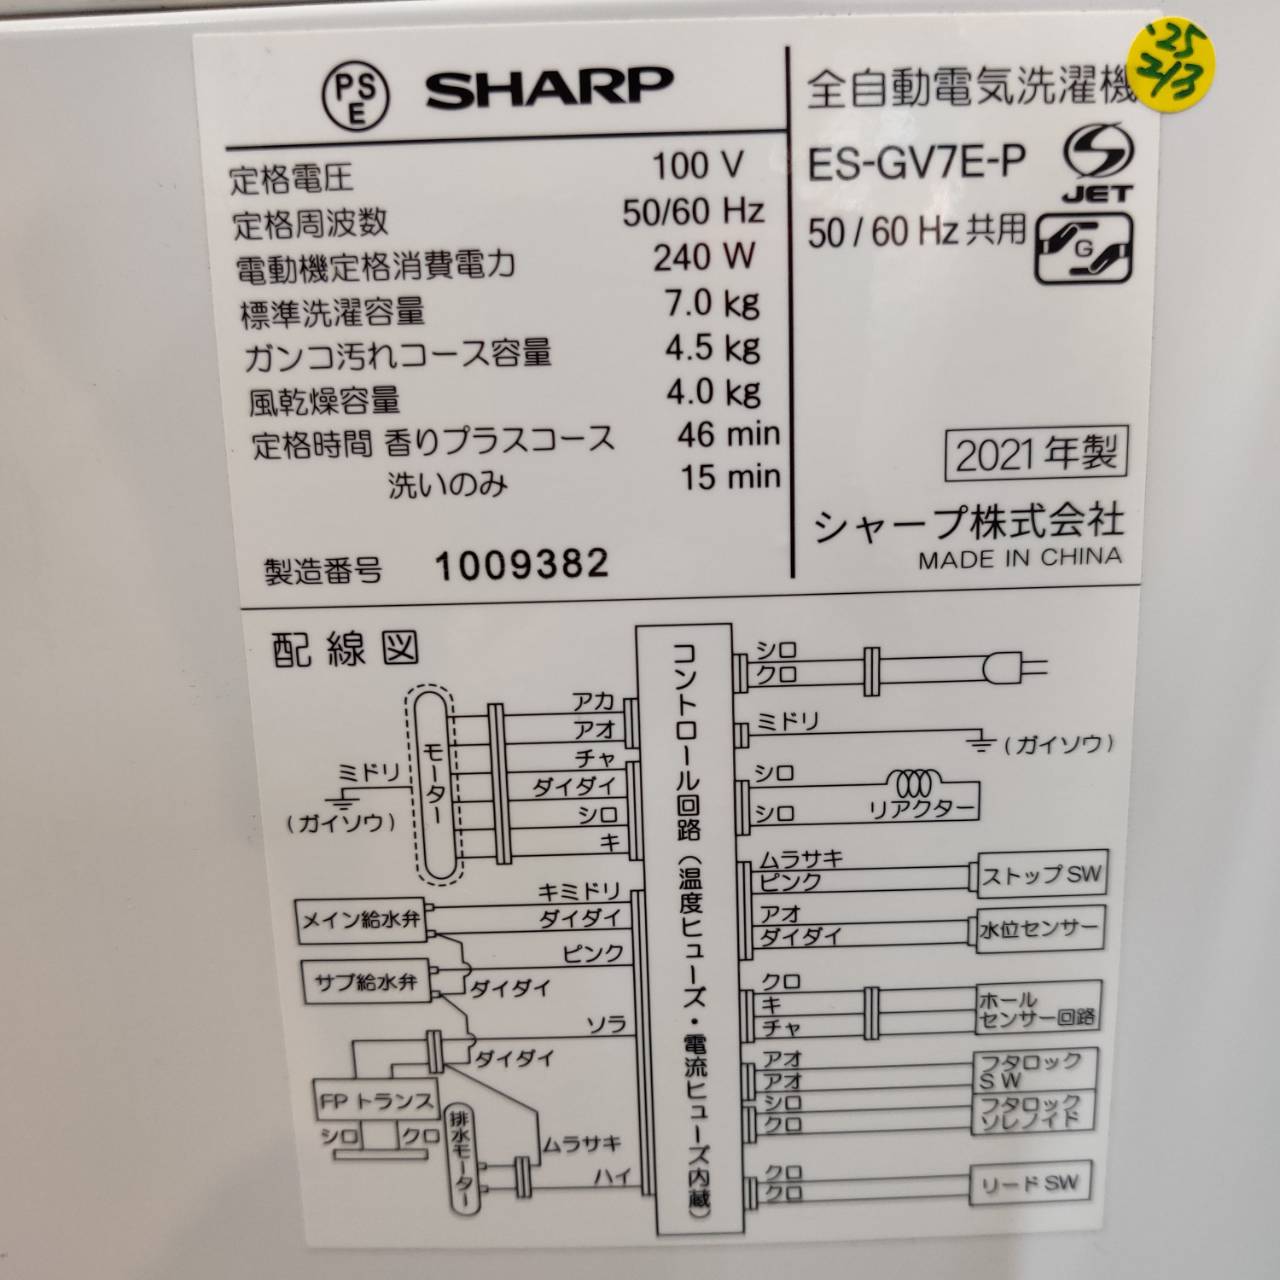 '25
2/3
PS
E
SHARP
定格電圧 100 V
定格周波数 50/60 Hz
電動機定格消費電力 240 W
標準洗濯容量 7.0 kg
ガンコ汚れコース容量 4.5 kg
風乾燥容量 4.0 kg
定格時間 香りプラスコース 46 min
洗いのみ 15 min
製造番号 1009382
全自動電気洗濯機
ES-GV7E-P
JET
50 / 60 Hz 共用
G
2021年製
シャープ株式会社
MADE IN CHINA
配線図
コントロール回路(温度ヒューズ・電流ヒューズ内蔵)
アカ
アオ
チャ
ダイダイ
シロ
キ
モーター
ミドリ
(ガイソウ)
キミドリ
ダイダイ
メイン給水弁
ピンク
サブ給水弁
ダイダイ
ソラ
ダイダイ
FPトランス
シロ
クロ
排水モーター
ムラサキ
ハイ
シロ
クロ
ミドリ
(ガイソウ)
シロ
シロ
リアクター
ムラサキ
ピンク
ストップSW
アオ
ダイダイ
水位センサー
クロ
キ
チャ
ホール
センサー回路
アオ
アオ
フタロック
SW
シロ
クロ
フタロック
ソレノイド
クロ
クロ
リードSW